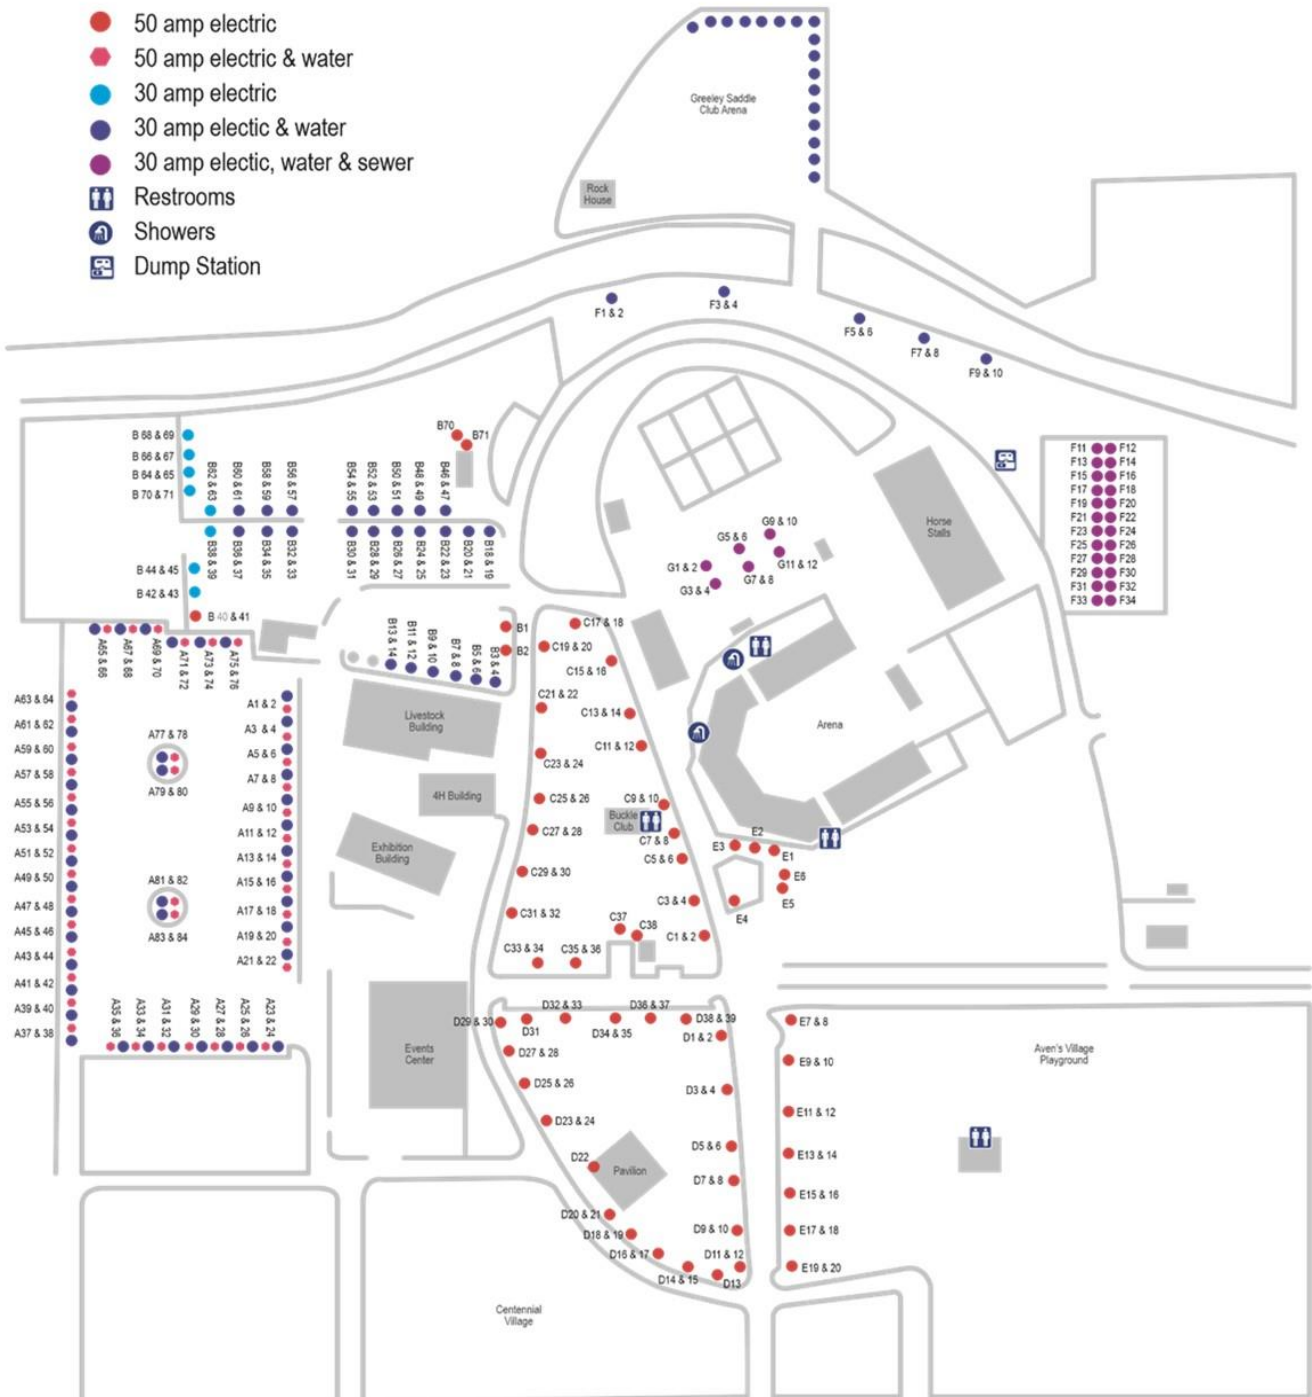 50 amp electric
50 amp electric & water
30 amp electric
30 amp electic & water
30 amp electic, water & sewer
Restrooms
Showers
Dump Station
Greeley Saddle
Club Arena
Rock
House
F1 & 2
F3 & 4
F5 & 6
F7 & 8
F9 & 10
B 68 & 69
B 66 & 67
B 64 & 65
B 70 & 71
B62 & 63
B60 & 61
B58 & 59
B56 & 57
B54 & 55
B52 & 53
B50 & 51
B48 & 49
B46 & 47
B70
B71
B38 & 39
B36 & 37
B34 & 35
B32 & 33
B30 & 31
B28 & 29
B26 & 27
B24 & 25
B22 & 23
B20 & 21
B18 & 19
B 44 & 45
B 42 & 43
B 40 & 41
F11
F12
F13
F14
F15
F16
F17
F18
F19
F20
F21
F22
F23
F24
F25
F26
F27
F28
F29
F30
F31
F32
F33
F34
Horse
Stalls
G9 & 10
G5 & 6
G11 & 12
G1 & 2
G7 & 8
G3 & 4
A65 & 66
A67 & 68
A69 & 70
A71 & 72
A73 & 74
A75 & 76
B13 & 14
B11 & 12
B9 & 10
B7 & 8
B5 & 6
B3 & 4
B1
B2
C17 & 18
C19 & 20
C15 & 16
C21 & 22
C13 & 14
C11 & 12
C23 & 24
C25 & 26
C9 & 10
Buckle
Club
C27 & 28
C7 & 8
C5 & 6
C29 & 30
C3 & 4
C31 & 32
C37
C38
C1 & 2
C33 & 34
C35 & 36
Livestock
Building
4H Building
Exhibition
Building
Arena
E3
E2
E1
E6
E5
E4
A63 & 64
A61 & 62
A59 & 60
A57 & 58
A55 & 56
A53 & 54
A51 & 52
A49 & 50
A47 & 48
A45 & 46
A43 & 44
A41 & 42
A39 & 40
A37 & 38
A77 & 78
A79 & 80
A81 & 82
A83 & 84
A1 & 2
A3 & 4
A5 & 6
A7 & 8
A9 & 10
A11 & 12
A13 & 14
A15 & 16
A17 & 18
A19 & 20
A21 & 22
A35 & 36
A33 & 34
A31 & 32
A29 & 30
A27 & 28
A25 & 26
A23 & 24
Events
Center
D32 & 33
D36 & 37
D29 & 30
D31
D34 & 35
D38 & 39
D1 & 2
D27 & 28
D25 & 26
D3 & 4
D23 & 24
D5 & 6
D22
Pavilion
D7 & 8
D20 & 21
D18 & 19
D9 & 10
D16 & 17
D11 & 12
D14 & 15
D13
E7 & 8
E9 & 10
E11 & 12
E13 & 14
E15 & 16
E17 & 18
E19 & 20
Aven's Village
Playground
Centennial
Village